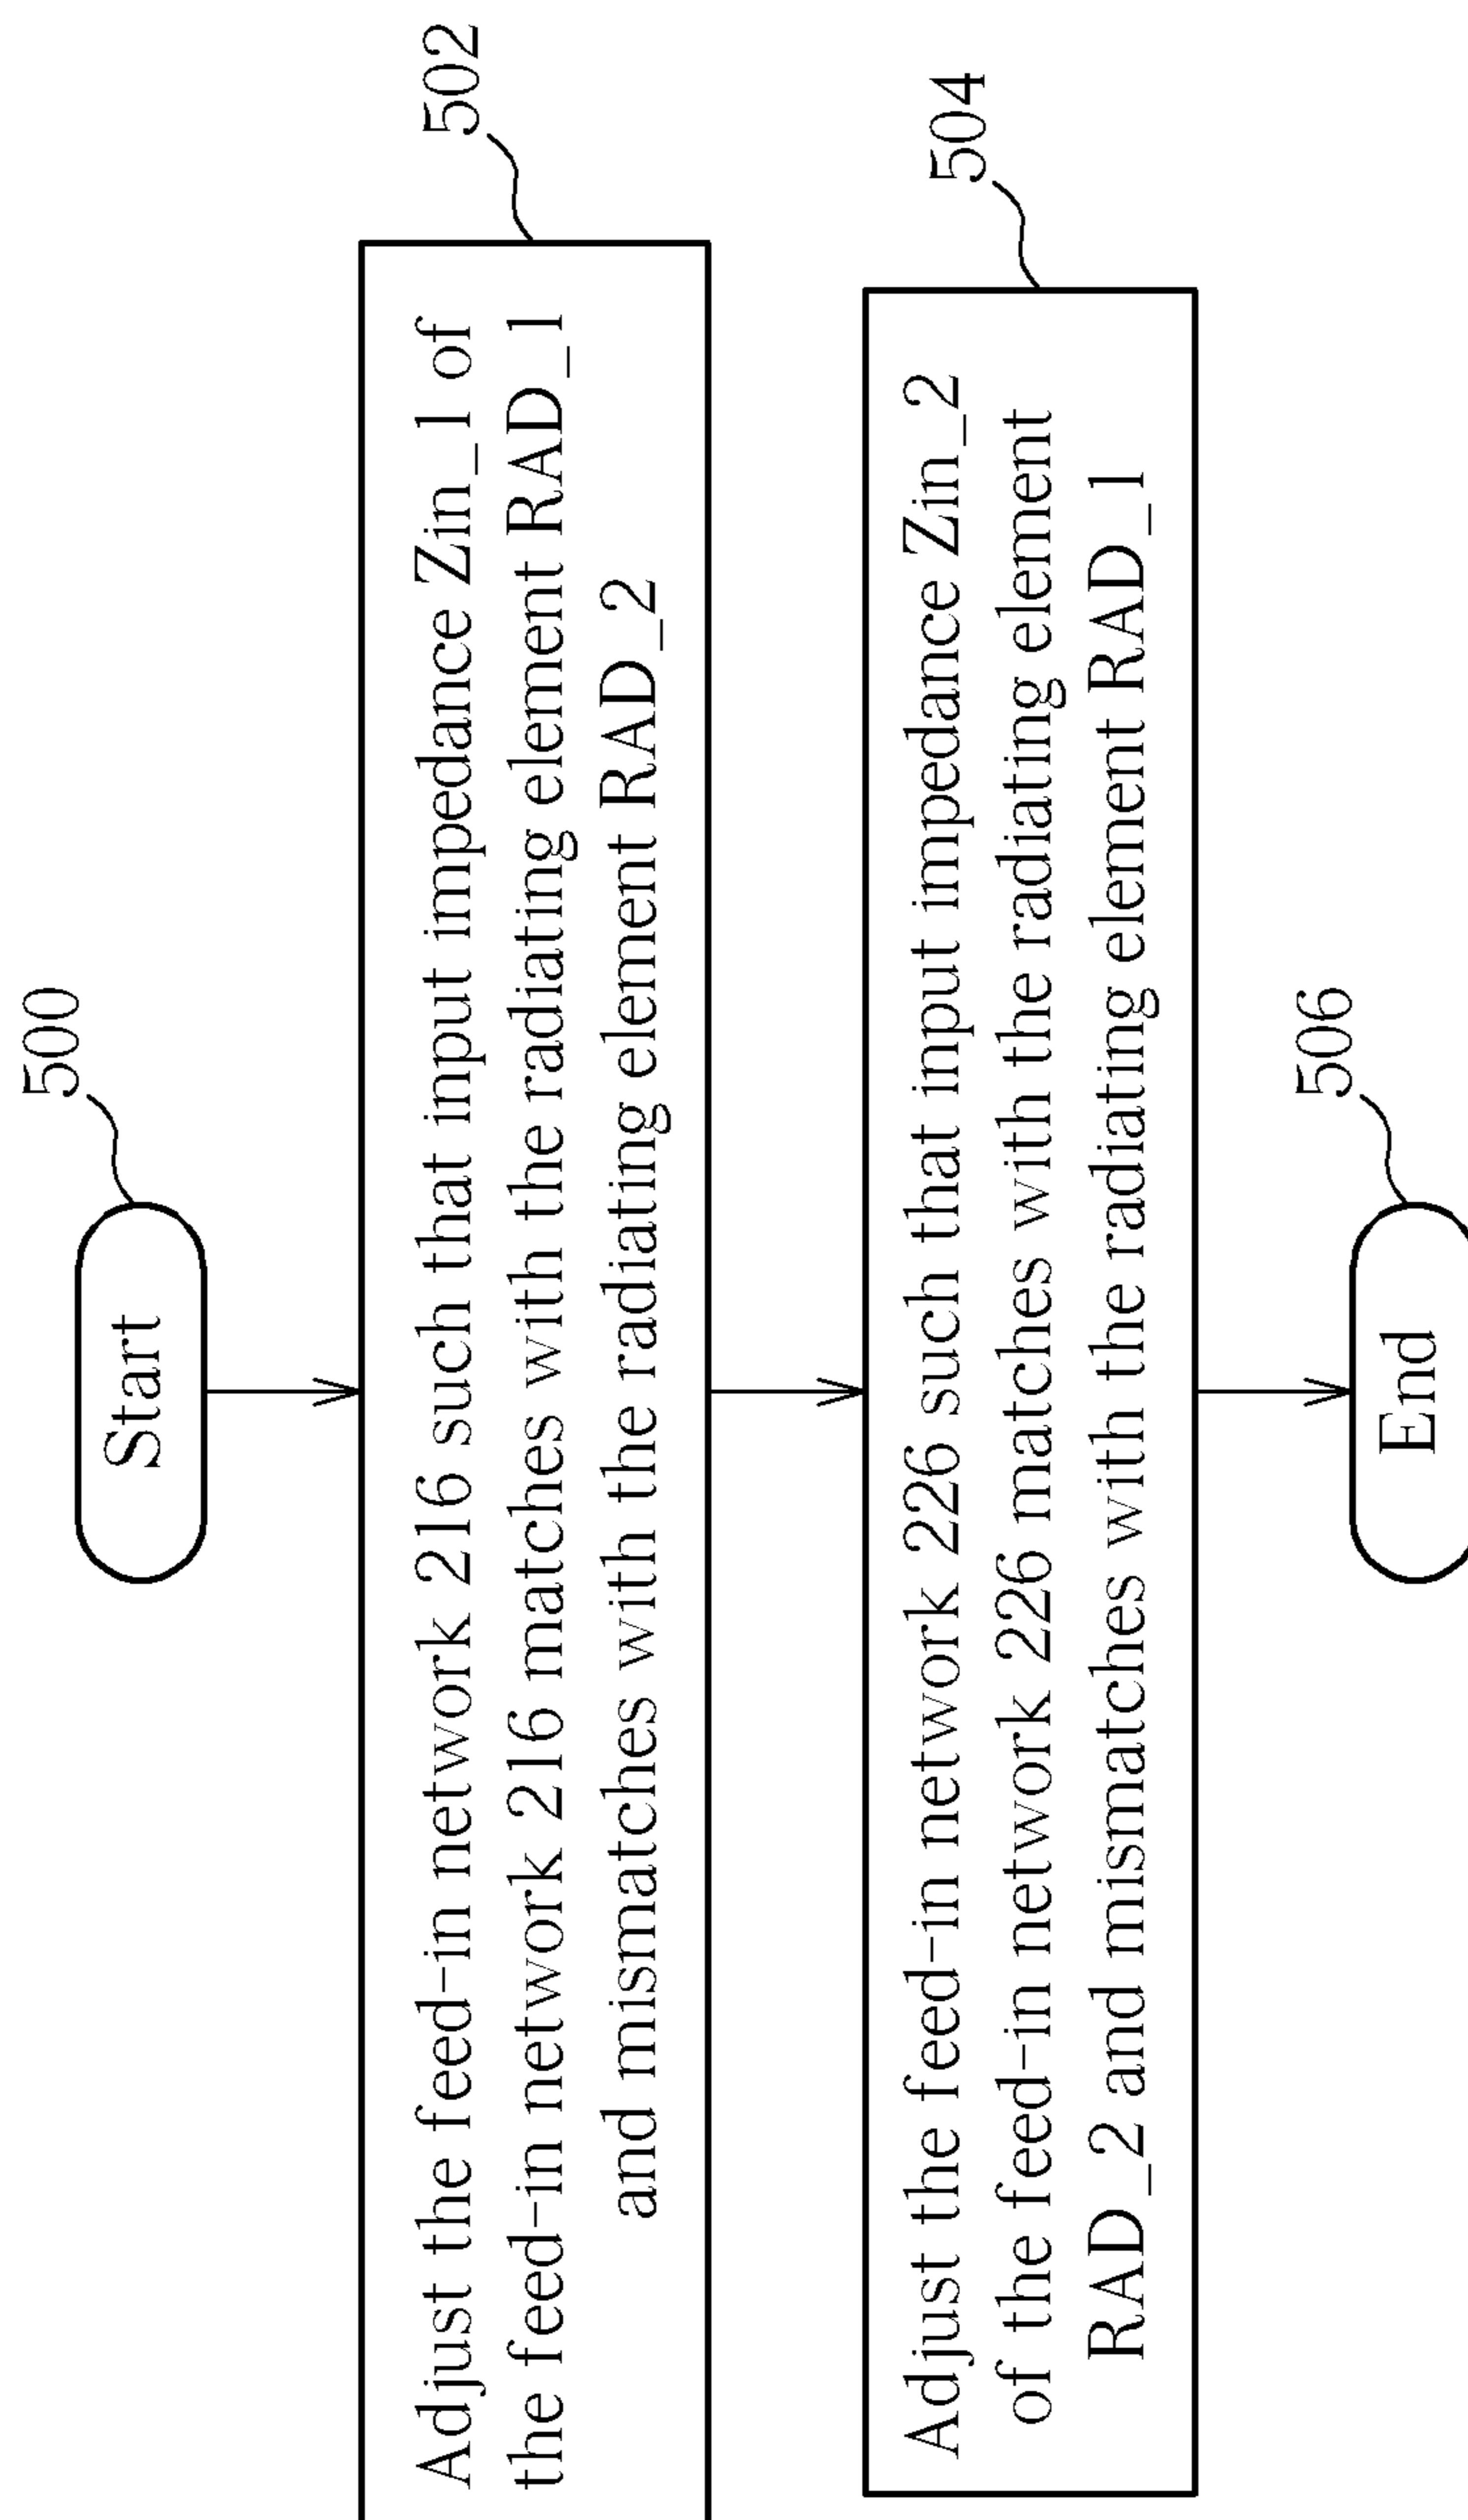 500
Start
502
Adjust the feed-in network 216 such that input impedance Zin_1 of
the feed-in network 216 matches with the radiating element RAD_1
and mismatches with the radiating element RAD_2
504
Adjust the feed-in network 226 such that input impedance Zin_2
of the feed-in network 226 matches with the radiating element
RAD_2 and mismatches with the radiating element RAD_1
506
End